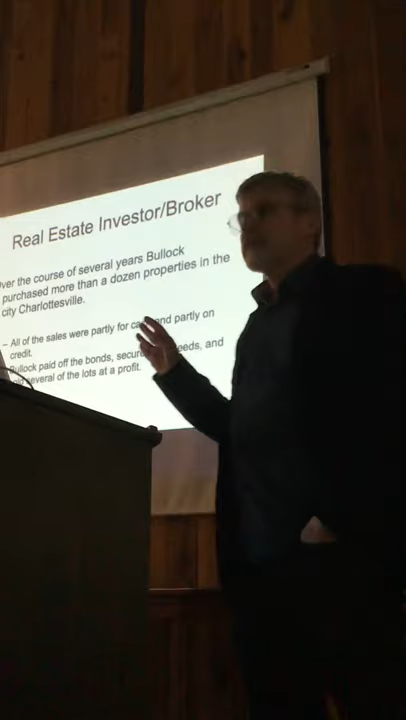 Real Estate Investor/Broker
ver the course of several years Bullock
purchased more than a dozen properties in the
city Charlottesville.
– All of the sales were partly for ca and partly on
credit.
Bullock paid off the bonds, secure eeds, and
several of the lots at a profit.